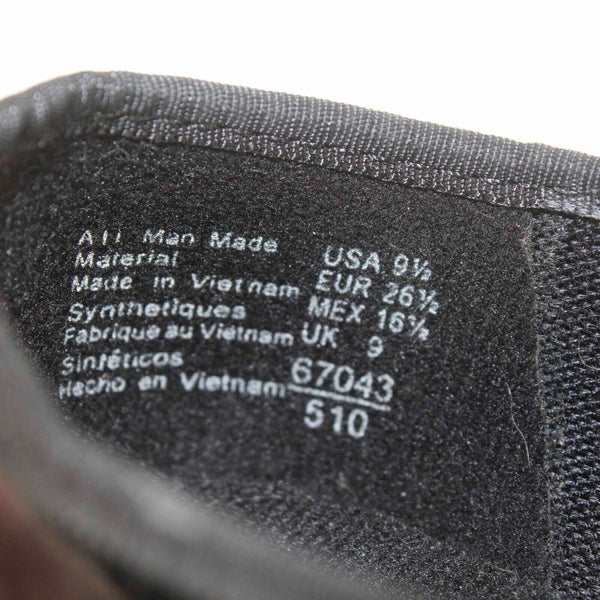 All Man Made
Material
Made in Vietnam
Synthetiques
Fabrique au Vietnam
Sintéticos
Hecho en Vietnam
USA 9½
EUR 26½
MEX 16½
UK 9
67043
510